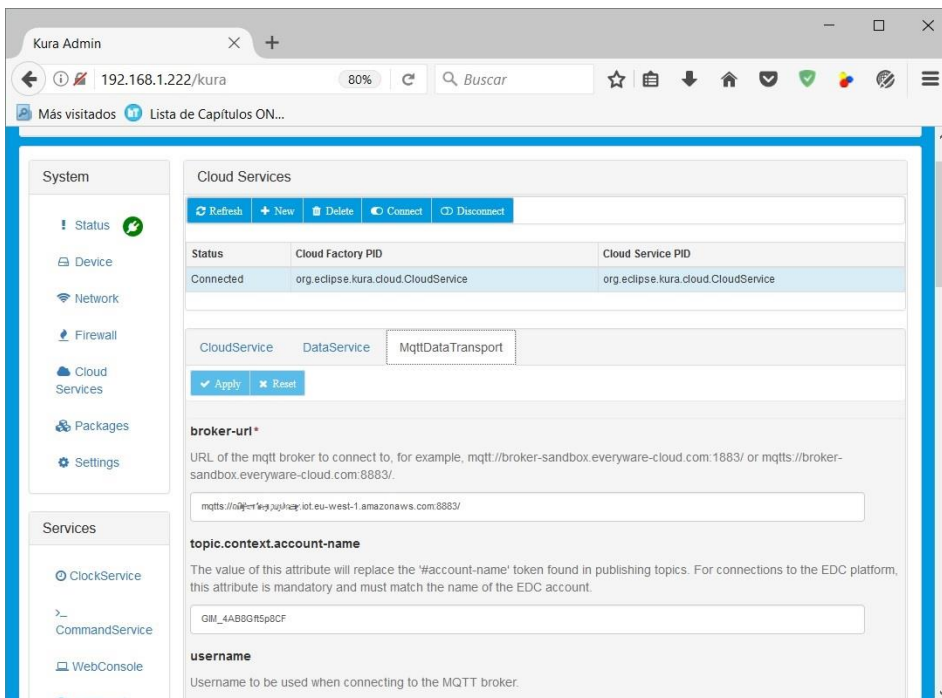 Kura Admin
192.168.1.222/kura
80%
Buscar
Más visitados
Lista de Capítulos ON...
System
Status
Device
Network
Firewall
Cloud
Services
Packages
Settings
Services
ClockService
CommandService
WebConsole
Cloud Services
Refresh
New
Delete
Connect
Disconnect
Status Cloud Factory PID Cloud Service PID
Connected org.eclipse.kura.cloud.CloudService org.eclipse.kura.cloud.CloudService
CloudService DataService MqttDataTransport
Apply
Reset
broker-url*
URL of the mqtt broker to connect to, for example, mqtt://broker-sandbox.everyware-cloud.com:1883/ or mqtts://broker-
sandbox.everyware-cloud.com:8883/.
mqtts:// .iot.eu-west-1.amazonaws.com:8883/
topic.context.account-name
The value of this attribute will replace the '#account-name' token found in publishing topics. For connections to the EDC platform,
this attribute is mandatory and must match the name of the EDC account.
GIM_4AB8Gft5p8CF
username
Username to be used when connecting to the MQTT broker.